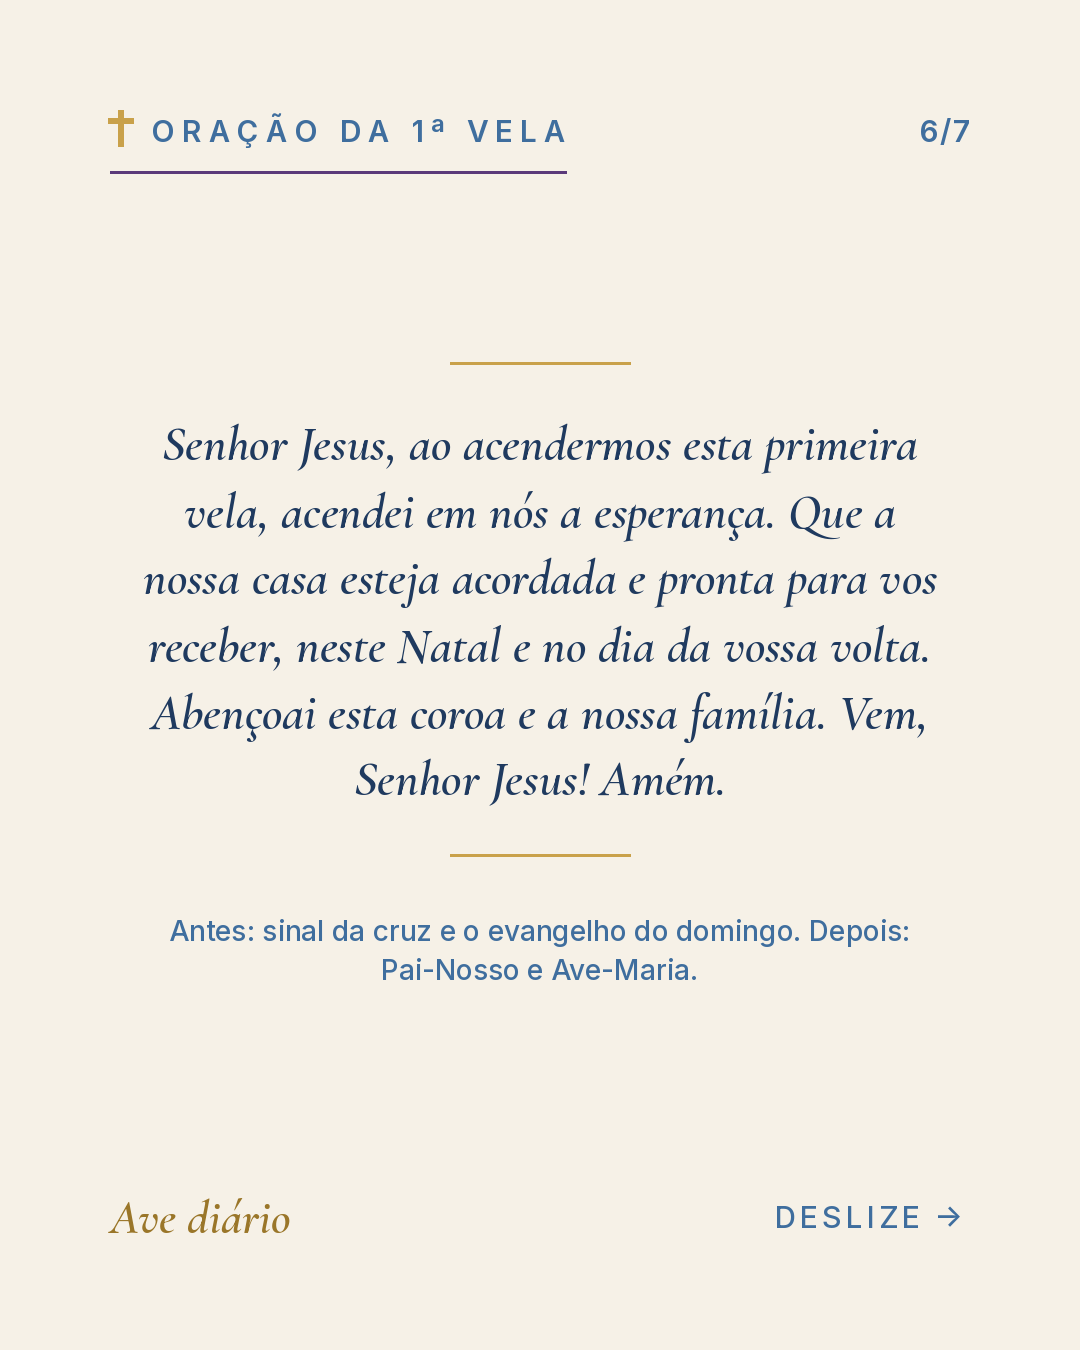 ✝ ORAÇÃO DA 1ª VELA
6/7
Senhor Jesus, ao acendermos esta primeira
vela, acendei em nós a esperança. Que a
nossa casa esteja acordada e pronta para vos
receber, neste Natal e no dia da vossa volta.
Abençoai esta coroa e a nossa família. Vem,
Senhor Jesus! Amém.
Antes: sinal da cruz e o evangelho do domingo. Depois:
Pai-Nosso e Ave-Maria.
Ave diário
DESLIZE →